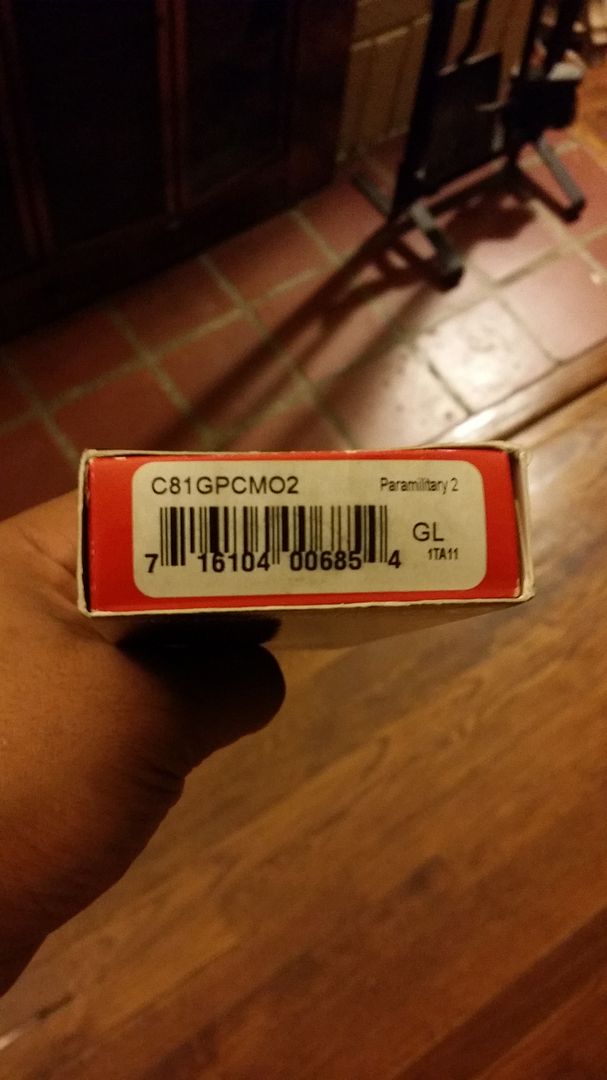 C81GPCMO2
Paramilitary 2
GL
1TA11
7 16104 00685 4